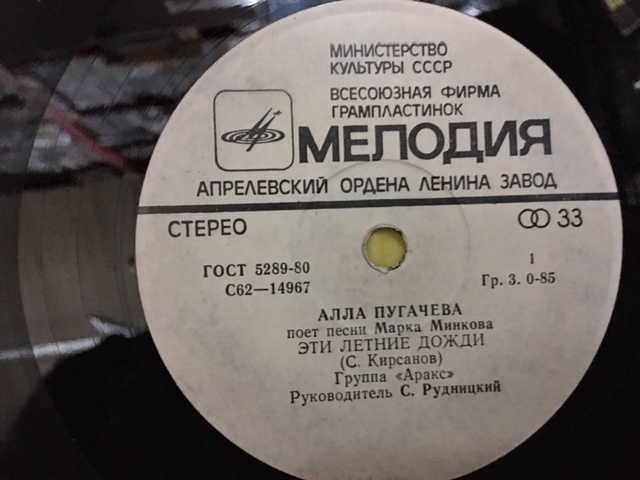 МИНИСТЕРСТВО
КУЛЬТУРЫ СССР
ВСЕСОЮЗНАЯ ФИРМА
ГРАМПЛАСТИНОК
МЕЛОДИЯ
АПРЕЛЕВСКИЙ ОРДЕНА ЛЕНИНА ЗАВОД
СТЕРЕО
33
ГОСТ 5289-80
С62—14967
1
Гр. 3. 0-85
АЛЛА ПУГАЧЕВА
поет песни Марка Минкова
ЭТИ ЛЕТНИЕ ДОЖДИ
(С. Кирсанов)
Группа «Аракс»
Руководитель С. Рудницкий